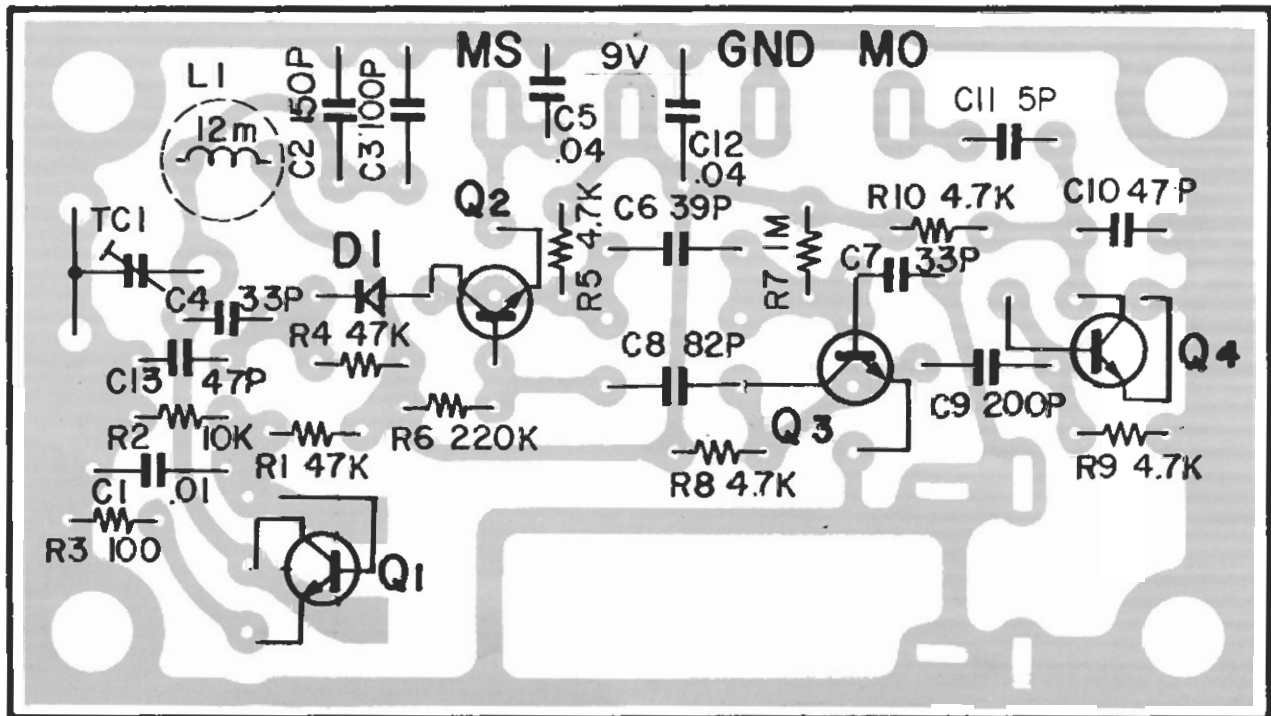 MS 9V GND MO
L1
12m
C2 150P
C3 100P
C5
.04
C12
.04
C11 5P
TC1
Q2
R5 4.7K
C6 39P
R7 1M
R10 4.7K
C10 47P
D1
C7 33P
C4 33P
R4 47K
C8 82P
Q4
C13 47P
C9 200P
R2 10K
R1 47K
R6 220K
Q3
R8 4.7K
R9 4.7K
C1 .01
R3 100
Q1